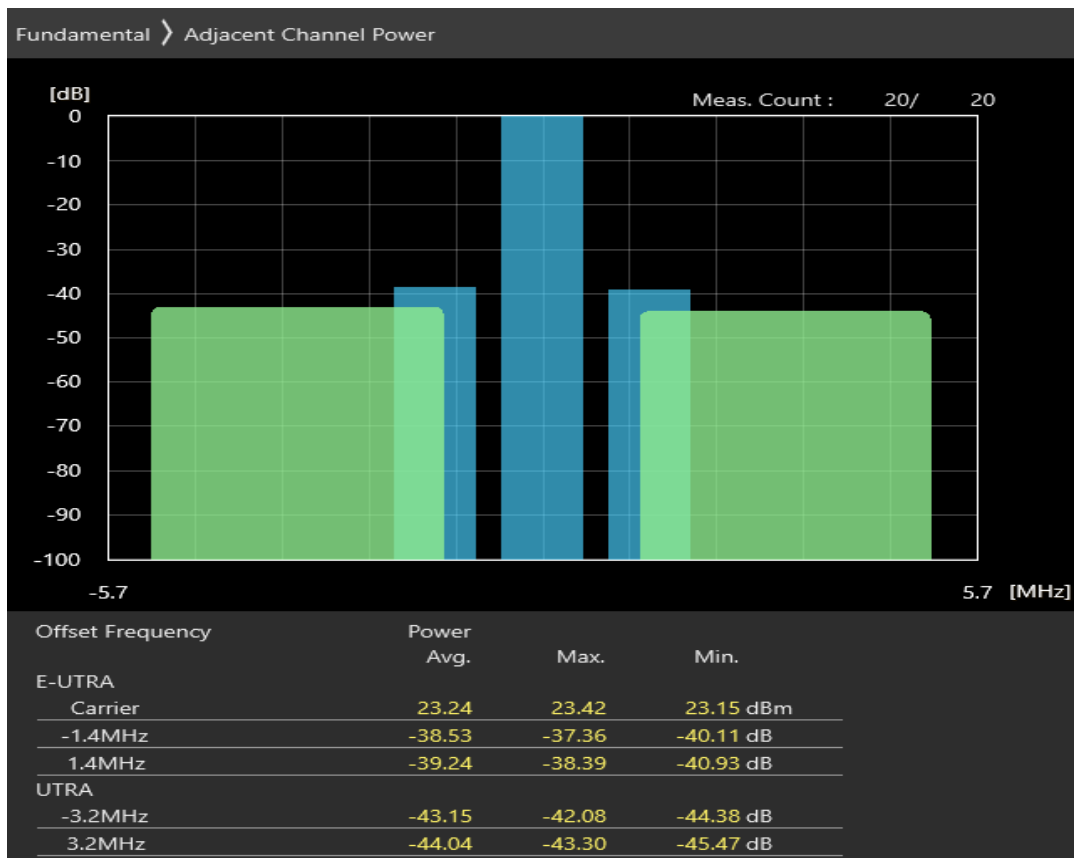 Fundamental 〉 Adjacent Channel Power
[dB]
Meas. Count : 20/ 20
0
-10
-20
-30
-40
-50
-60
-70
-80
-90
-100
-5.7 5.7 [MHz]
Offset Frequency Power
Avg. Max. Min.
E-UTRA
Carrier 23.24 23.42 23.15 dBm
-1.4MHz -38.53 -37.36 -40.11 dB
1.4MHz -39.24 -38.39 -40.93 dB
UTRA
-3.2MHz -43.15 -42.08 -44.38 dB
3.2MHz -44.04 -43.30 -45.47 dB